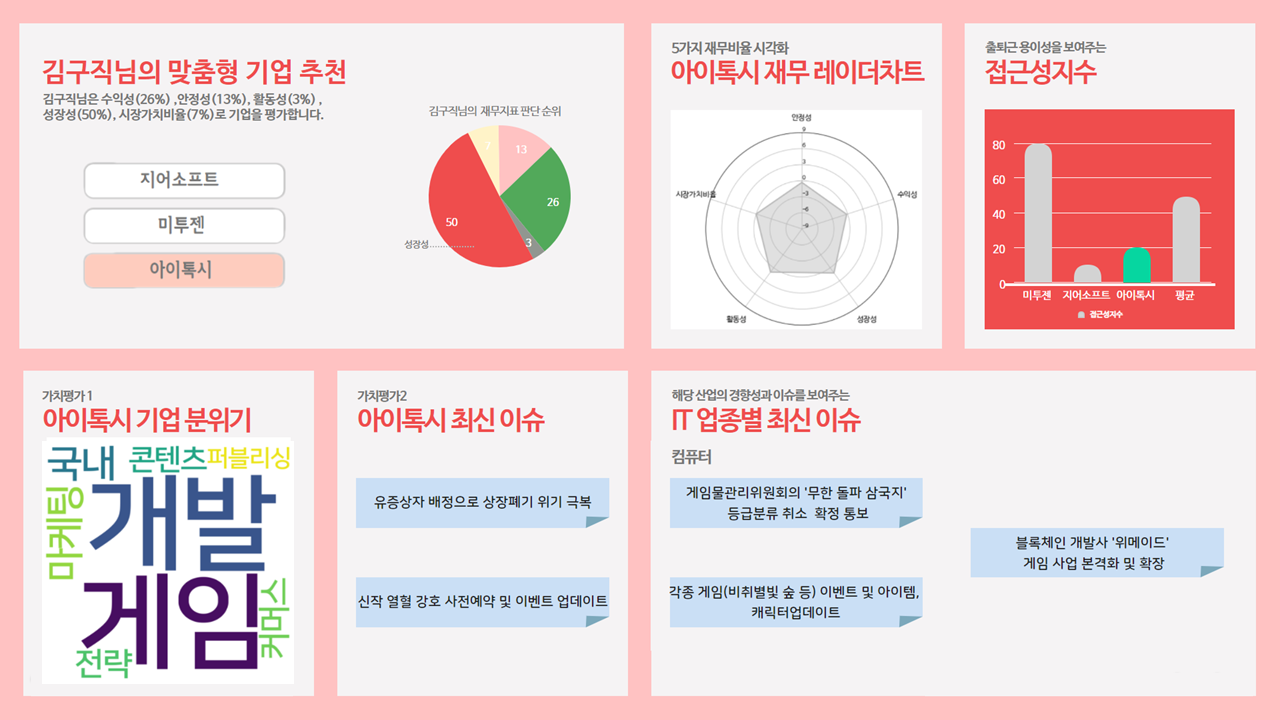 김구직님의 맞춤형 기업 추천
김구직님은 수익성(26%) ,안정성(13%), 활동성(3%) ,
성장성(50%), 시장가치비율(7%)로 기업을 평가합니다.
지어소프트
미투젠
아이톡시
김구직님의 재무지표 판단 순위
7
13
26
3
50
성장성
5가지 재무비율 시각화
아이톡시 재무 레이더차트
안정성
9
6
3
0
-3
-6
-9
시장가치비율
수익성
활동성
성장성
출퇴근 용이성을 보여주는
접근성지수
80
60
40
20
0
미투젠
지어소프트
아이톡시
평균
접근성지수
가치평가 1
아이톡시 기업 분위기
국내
콘텐츠
퍼블리싱
마케팅
개발
게임
커머스
전략
가치평가2
아이톡시 최신 이슈
유증상자 배정으로 상장폐기 위기 극복
신작 열혈 강호 사전예약 및 이벤트 업데이트
해당 산업의 경향성과 이슈를 보여주는
IT 업종별 최신 이슈
컴퓨터
게임물관리위원회의 '무한 돌파 삼국지'
등급분류 취소 확정 통보
각종 게임(비취별빛 숲 등) 이벤트 및 아이템,
캐릭터업데이트
블록체인 개발사 '위메이드'
게임 사업 본격화 및 확장